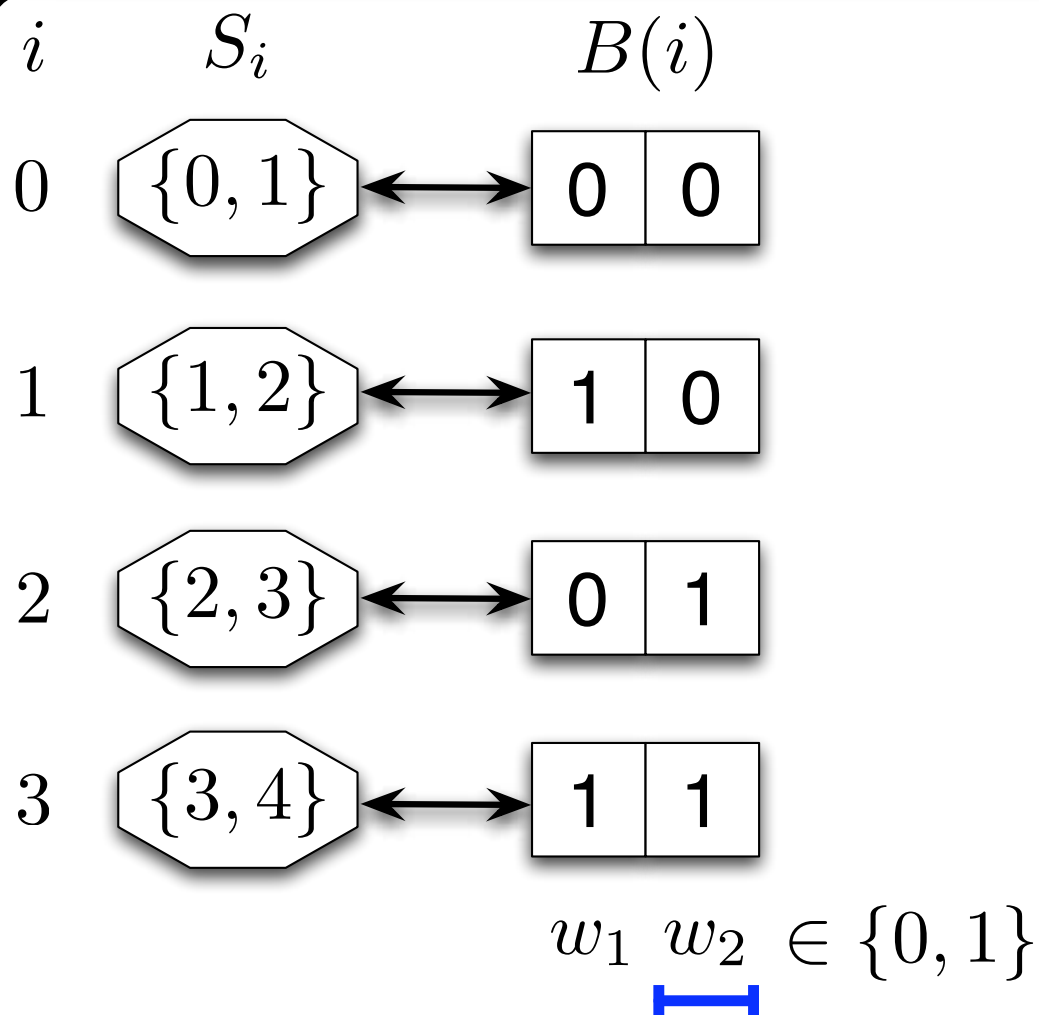 i S_i B(i)
0 {0, 1} 0 0
1 {1, 2} 1 0
2 {2, 3} 0 1
3 {3, 4} 1 1
w_1 w_2 ∈ {0, 1}